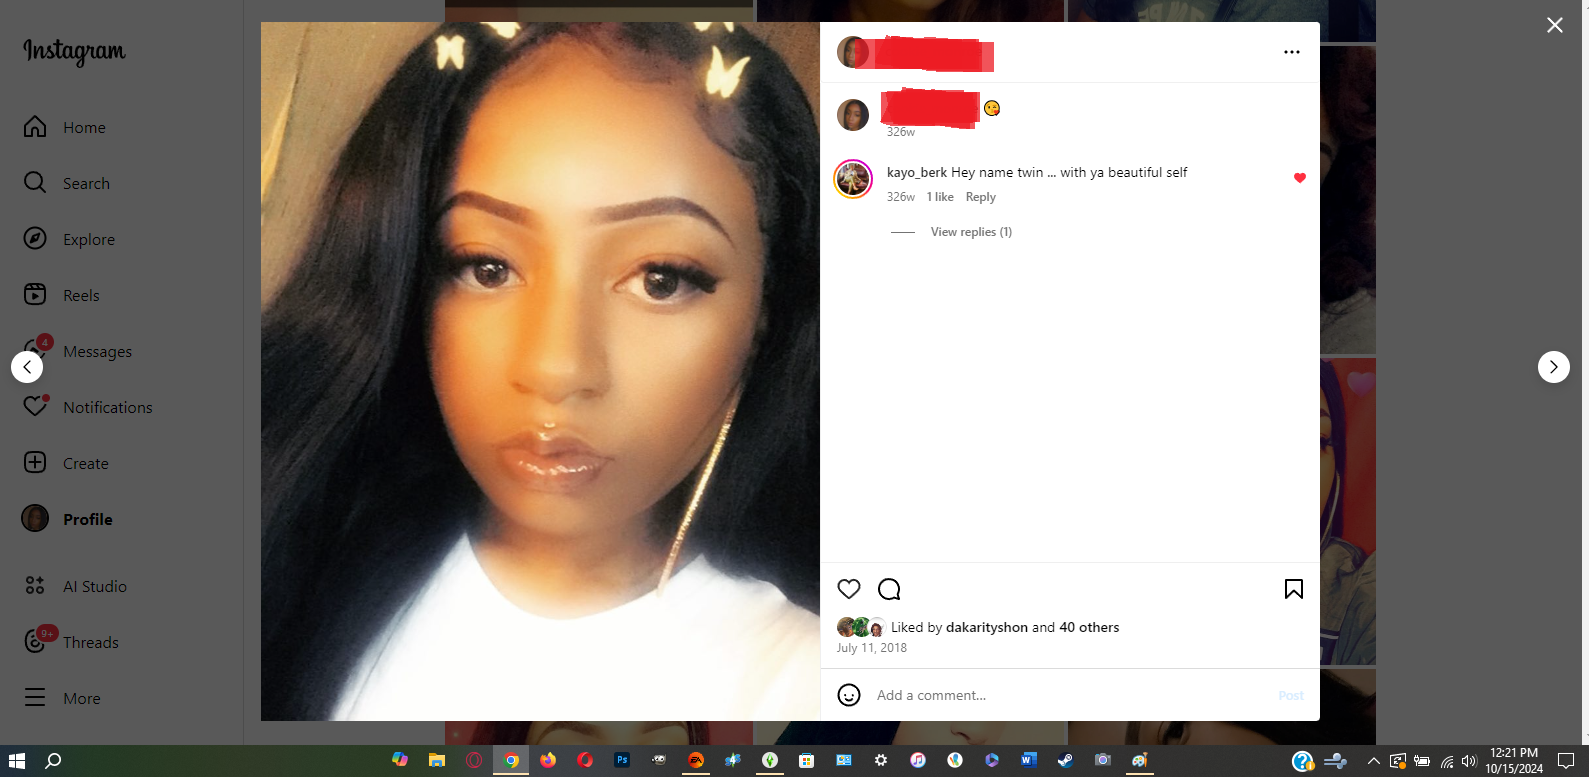 Instagram
Home
Search
Explore
Reels
4
Messages
Notifications
Create
Profile
AI Studio
9+
Threads
More
326w
kayo_berk Hey name twin ... with ya beautiful self
326w 1 like Reply
View replies (1)
Liked by dakarityshon and 40 others
July 11, 2018
Add a comment...
Post
Ps
EA
W
12:21 PM
10/15/2024